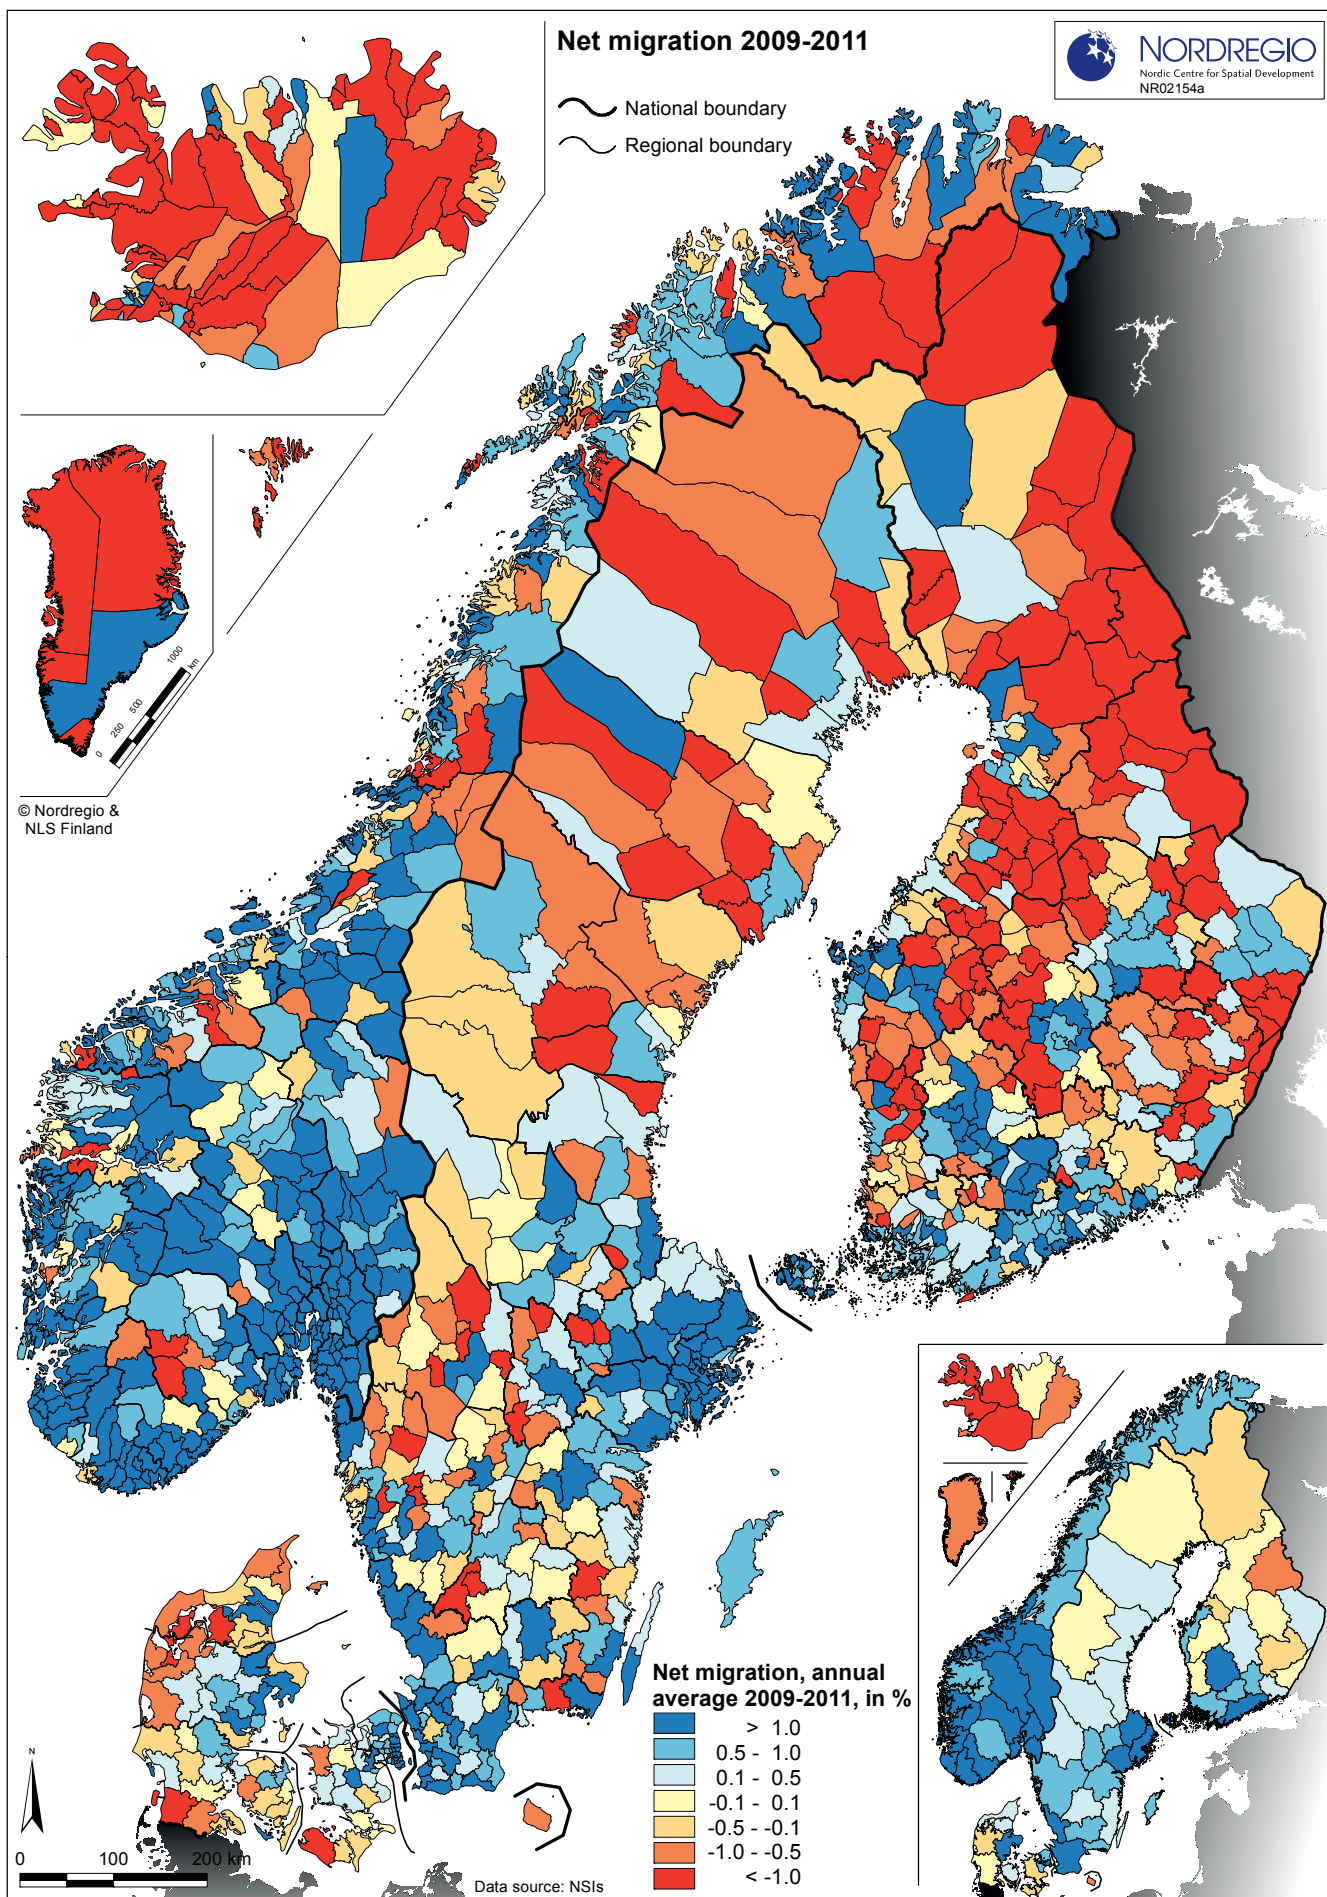 Net migration 2009-2011
National boundary
Regional boundary
NORDREGIO
Nordic Centre for Spatial Development
NR02154a
0 250 500 1000
km
© Nordregio &
NLS Finland
Net migration, annual
average 2009-2011, in %
> 1.0
0.5 - 1.0
0.1 - 0.5
-0.1 - 0.1
-0.5 - -0.1
-1.0 - -0.5
< -1.0
N
0 100 200 km
Data source: NSIs